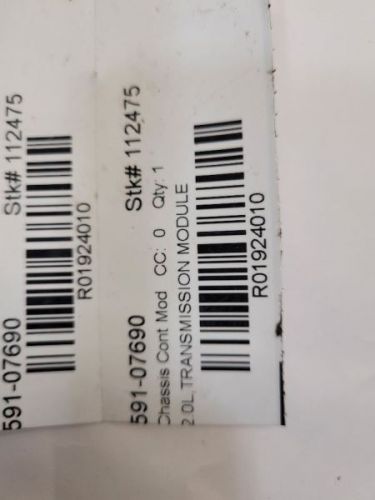 591-07690 Stk# 112475
R01924010
591-07690 Stk# 112475
Chassis Cont Mod CC: 0 Qty: 1
2.0L,TRANSMISSION MODULE
R01924010